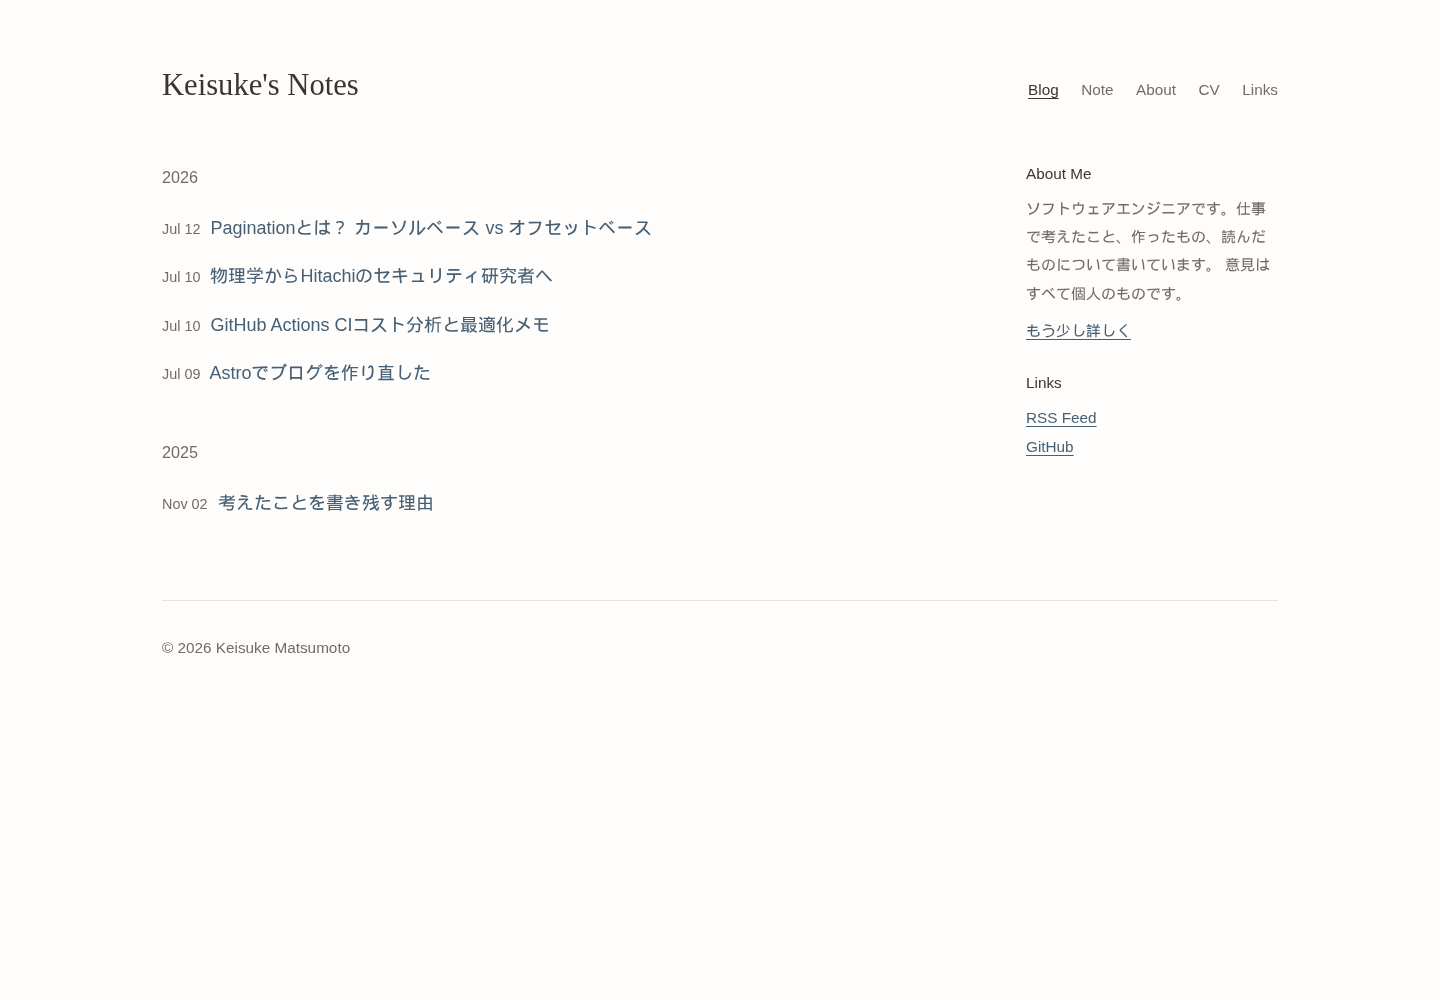 Keisuke's Notes
Blog Note About CV Links
2026
Jul 12 Paginationとは？ カーソルベース vs オフセットベース
Jul 10 物理学からHitachiのセキュリティ研究者へ
Jul 10 GitHub Actions CIコスト分析と最適化メモ
Jul 09 Astroでブログを作り直した
2025
Nov 02 考えたことを書き残す理由
About Me
ソフトウェアエンジニアです。仕事
で考えたこと、作ったもの、読んだ
ものについて書いています。 意見は
すべて個人のものです。
もう少し詳しく
Links
RSS Feed
GitHub
© 2026 Keisuke Matsumoto